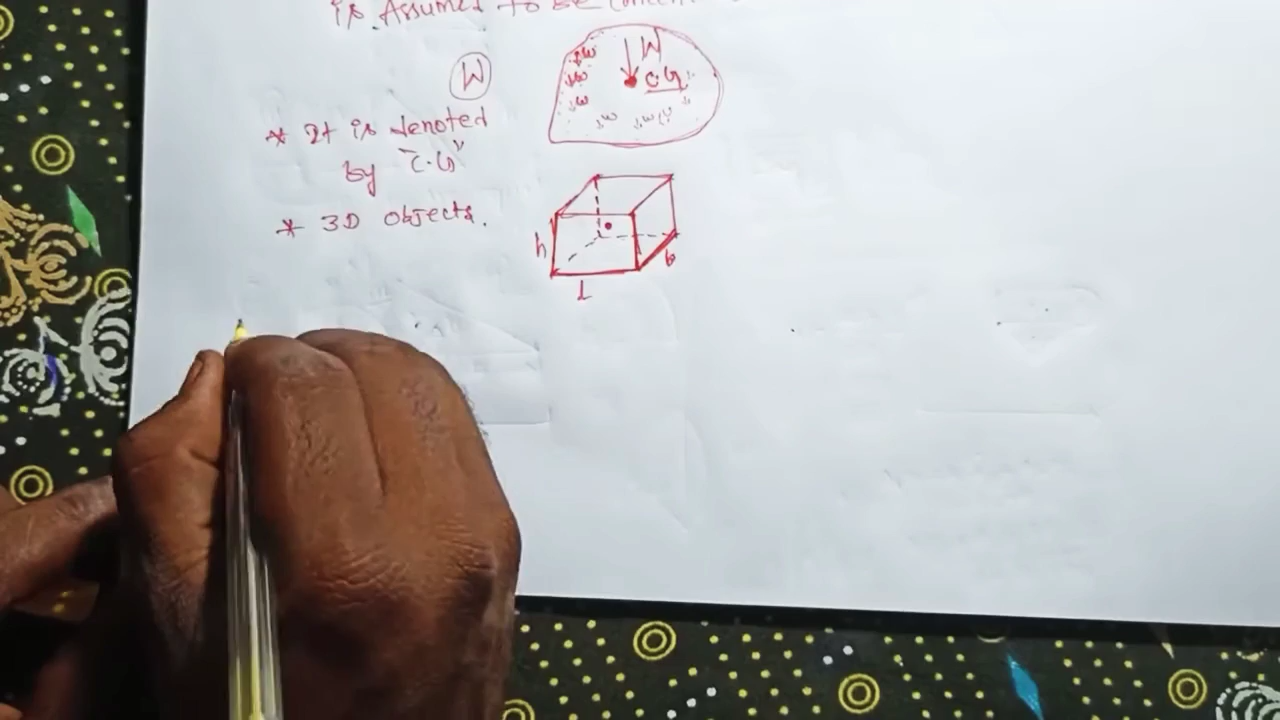 is Assumed to be
W
w
w
w
w
w
W
C.G
* It is denoted
by "C.G"
* 3D Objects.
h
b
L